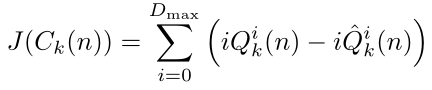 J(C_k(n)) = \sum_{i=0}^{D_{\max}} \left( iQ_k^i(n) - i\hat{Q}_k^i(n) \right)